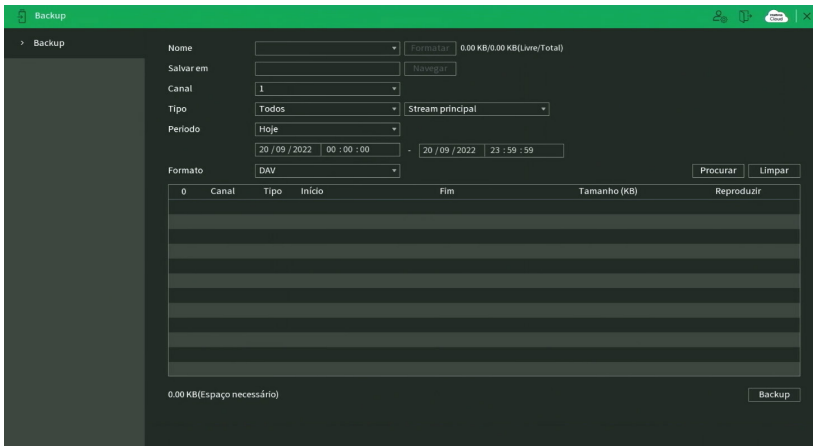 Backup
Cloud
> Backup
Nome
Formatar 0.00 KB/0.00 KB(Livre/Total)
Salvar em
Navegar
Canal 1
Tipo Todos Stream principal
Período Hoje
20 / 09 / 2022 00 : 00 : 00 - 20 / 09 / 2022 23 : 59 : 59
Formato DAV Procurar Limpar
0 Canal Tipo Início Fim Tamanho (KB) Reproduzir
0.00 KB(Espaço necessário) Backup